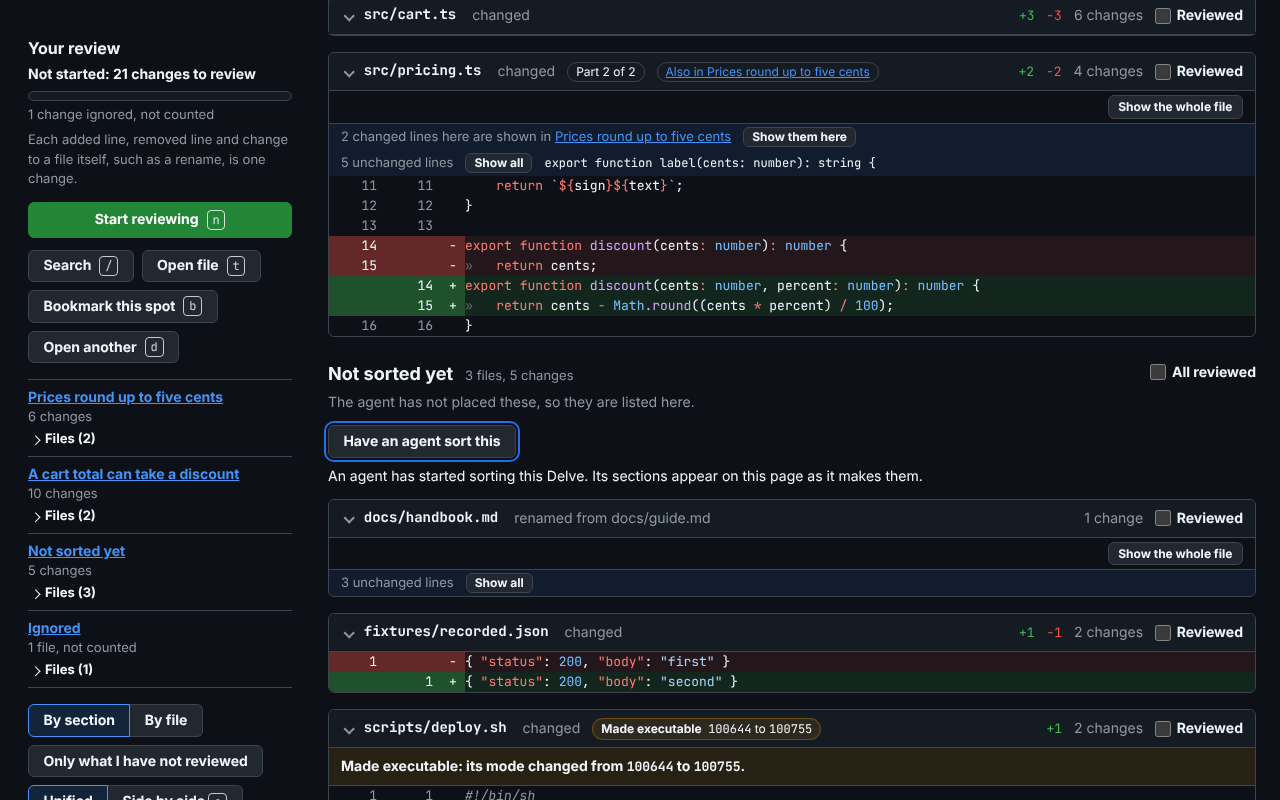 Your review
Not started: 21 changes to review
1 change ignored, not counted
Each added line, removed line and change
to a file itself, such as a rename, is one
change.
Start reviewing n
Search / Open file t
Bookmark this spot b
Open another d
Prices round up to five cents
6 changes
Files (2)
A cart total can take a discount
10 changes
Files (2)
Not sorted yet
5 changes
Files (3)
Ignored
1 file, not counted
Files (1)
By section By file
Only what I have not reviewed
Unified Side by side s
src/cart.ts changed +3 -3 6 changes Reviewed
src/pricing.ts changed Part 2 of 2 Also in Prices round up to five cents +2 -2 4 changes Reviewed
Show the whole file
2 changed lines here are shown in Prices round up to five cents Show them here
5 unchanged lines Show all export function label(cents: number): string {
11 11 return `${sign}${text}`;
12 12 }
13 13
14 - export function discount(cents: number): number {
15 - » return cents;
14 + export function discount(cents: number, percent: number): number {
15 + » return cents - Math.round((cents * percent) / 100);
16 16 }
Not sorted yet 3 files, 5 changes All reviewed
The agent has not placed these, so they are listed here.
Have an agent sort this
An agent has started sorting this Delve. Its sections appear on this page as it makes them.
docs/handbook.md renamed from docs/guide.md 1 change Reviewed
Show the whole file
3 unchanged lines Show all
fixtures/recorded.json changed +1 -1 2 changes Reviewed
1 - { "status": 200, "body": "first" }
1 + { "status": 200, "body": "second" }
scripts/deploy.sh changed Made executable 100644 to 100755 +1 2 changes Reviewed
Made executable: its mode changed from 100644 to 100755.
1 1 #!/bin/sh